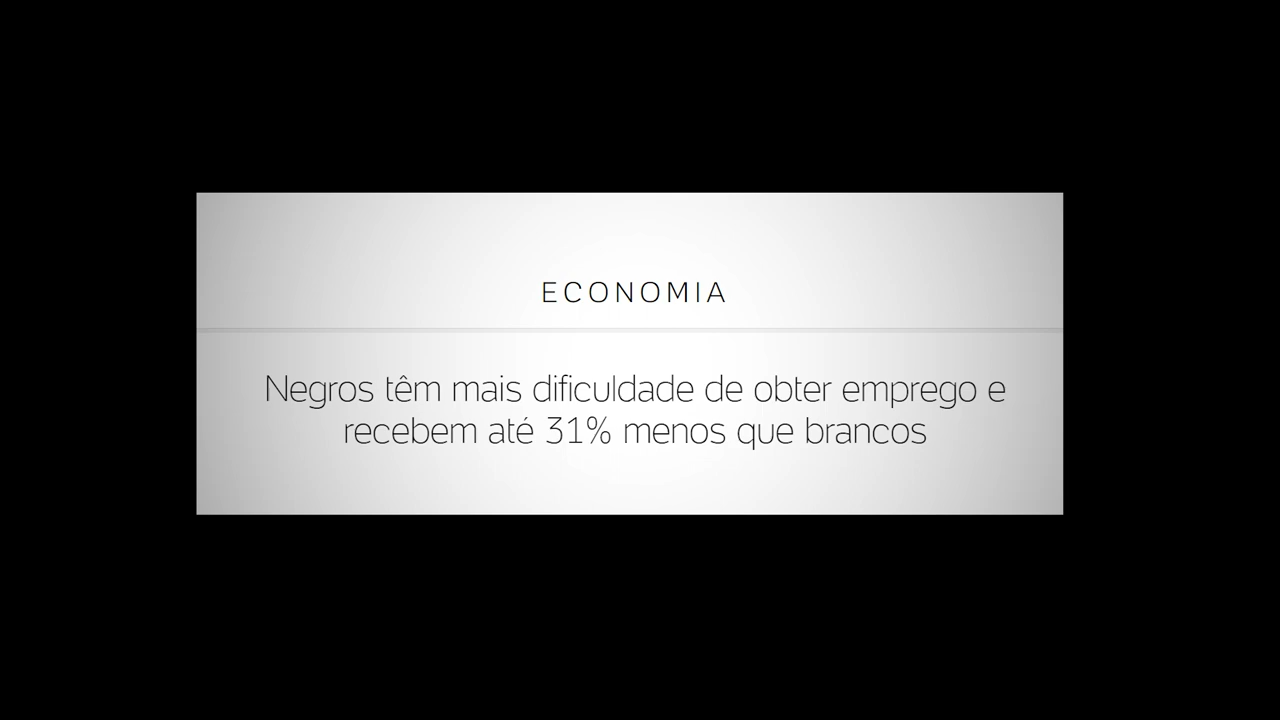 ECONOMIA
Negros têm mais dificuldade de obter emprego e
recebem até 31% menos que brancos